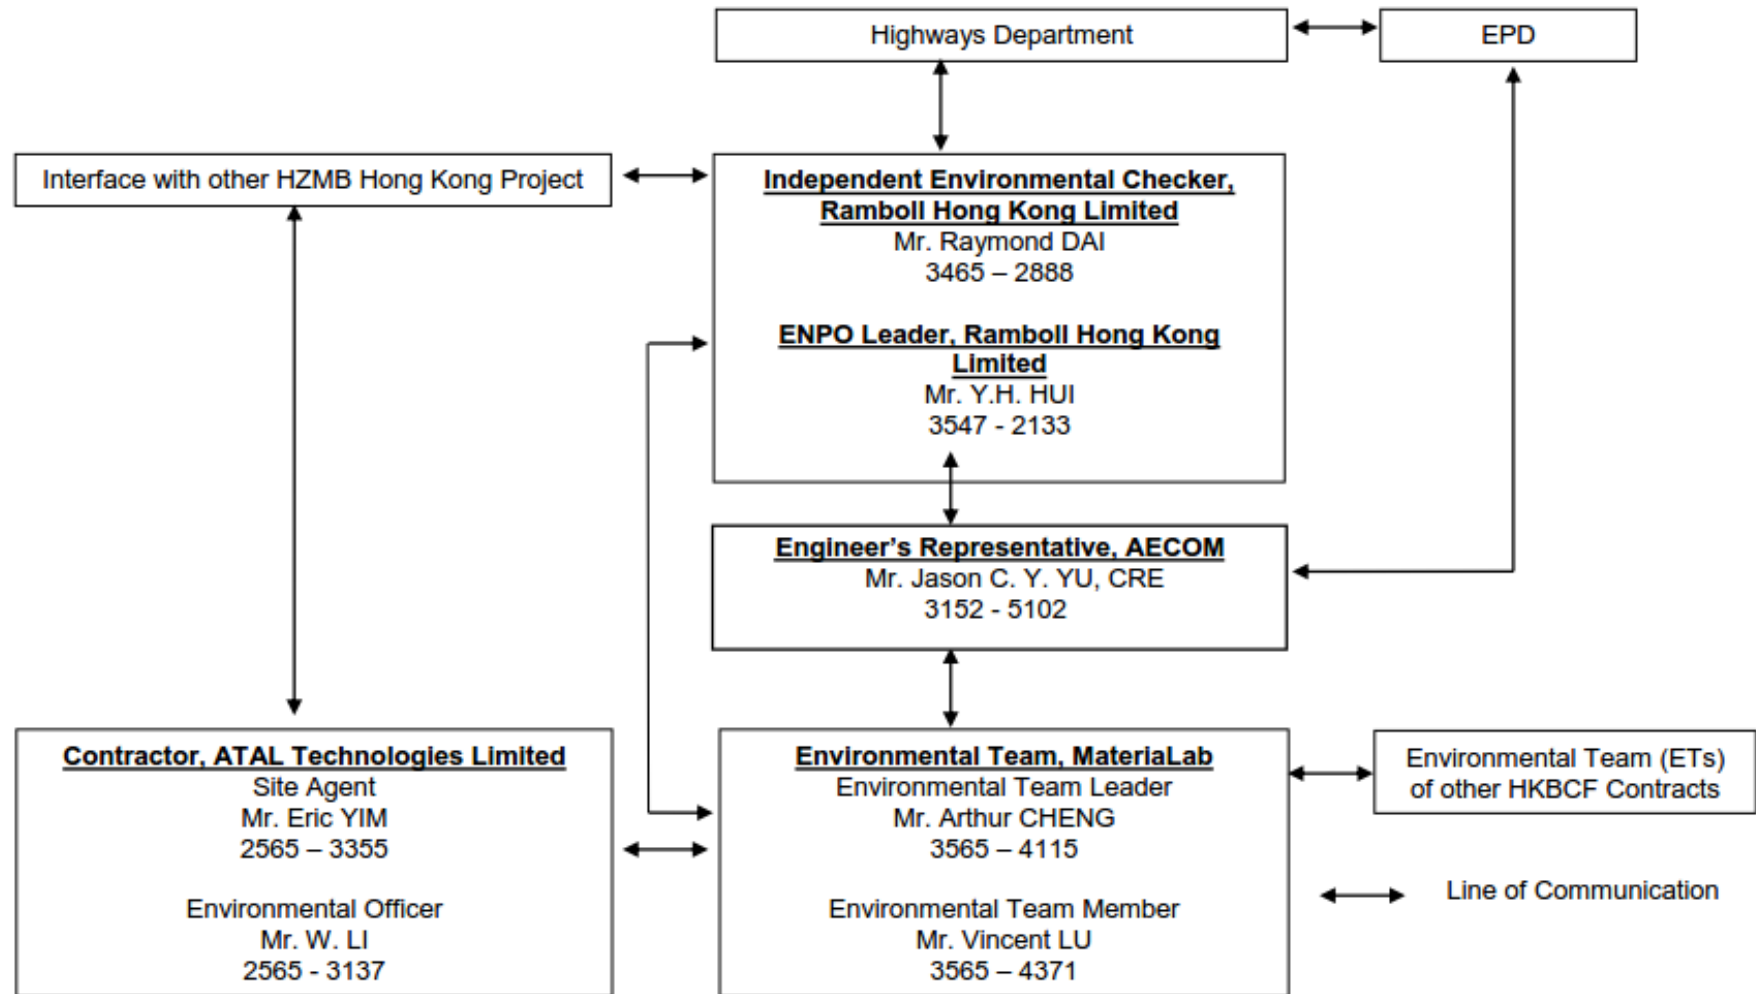 Highways Department
EPD
Interface with other HZMB Hong Kong Project
Independent Environmental Checker,
Ramboll Hong Kong Limited
Mr. Raymond DAI
3465 – 2888
ENPO Leader, Ramboll Hong Kong
Limited
Mr. Y.H. HUI
3547 - 2133
Engineer’s Representative, AECOM
Mr. Jason C. Y. YU, CRE
3152 - 5102
Contractor, ATAL Technologies Limited
Site Agent
Mr. Eric YIM
2565 – 3355
Environmental Officer
Mr. W. LI
2565 - 3137
Environmental Team, MateriaLab
Environmental Team Leader
Mr. Arthur CHENG
3565 – 4115
Environmental Team Member
Mr. Vincent LU
3565 – 4371
Environmental Team (ETs)
of other HKBCF Contracts
Line of Communication